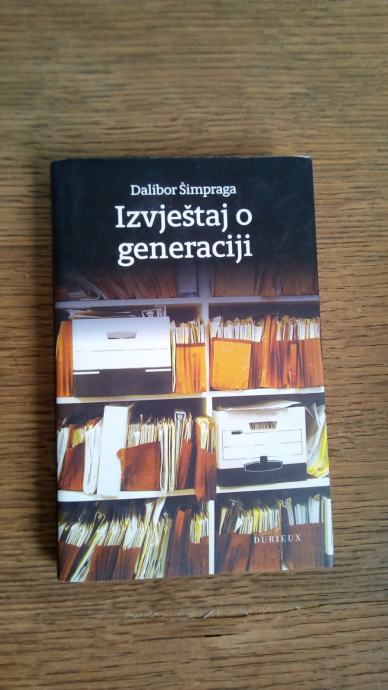 Dalibor Šimpraga
Izvještaj o
generaciji
DURIEUX